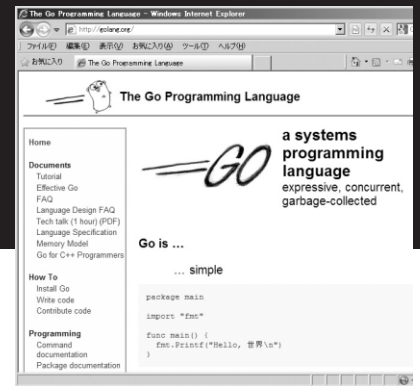 The Go Programming Language - Windows Internet Explorer
http://golang.org/
ファイル(F) 編集(E) 表示(V) お気に入り(A) ツール(T) ヘルプ(H)
お気に入り The Go Programming Language
The Go Programming Language
Home
Documents
Tutorial
Effective Go
FAQ
Language Design FAQ
Tech talk (1 hour) (PDF)
Language Specification
Memory Model
Go for C++ Programmers
How To
Install Go
Write code
Contribute code
Programming
Command
documentation
Package documentation
GO
a systems
programming
language
expressive, concurrent,
garbage-collected
Go is …
… simple
package main
import "fmt"
func main() {
fmt.Printf("Hello, 世界\n")
}